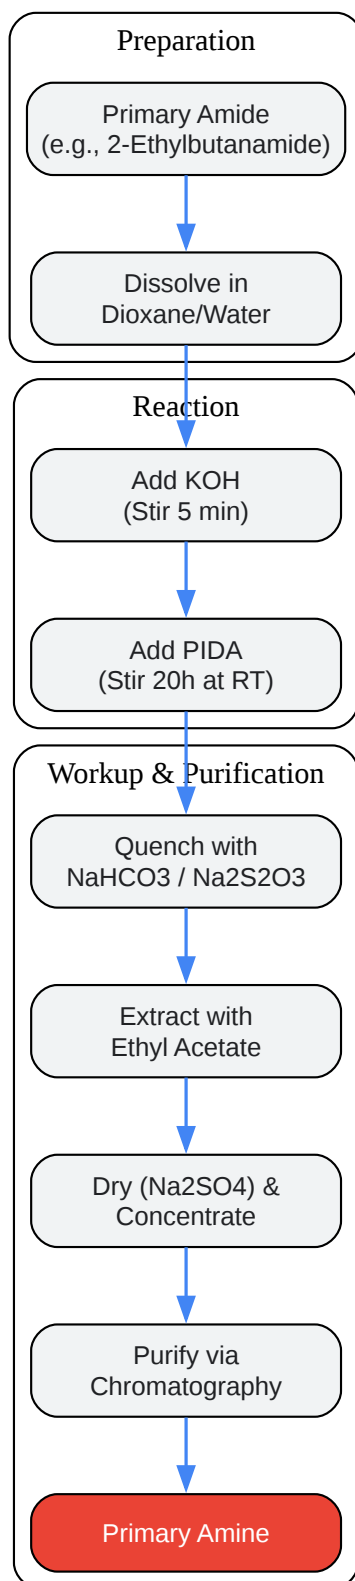 Preparation
Primary Amide
(e.g., 2-Ethylbutanamide)
Dissolve in
Dioxane/Water
Reaction
Add KOH
(Stir 5 min)
Add PIDA
(Stir 20h at RT)
Workup & Purification
Quench with
NaHCO3 / Na2S2O3
Extract with
Ethyl Acetate
Dry (Na2SO4) &
Concentrate
Purify via
Chromatography
Primary Amine